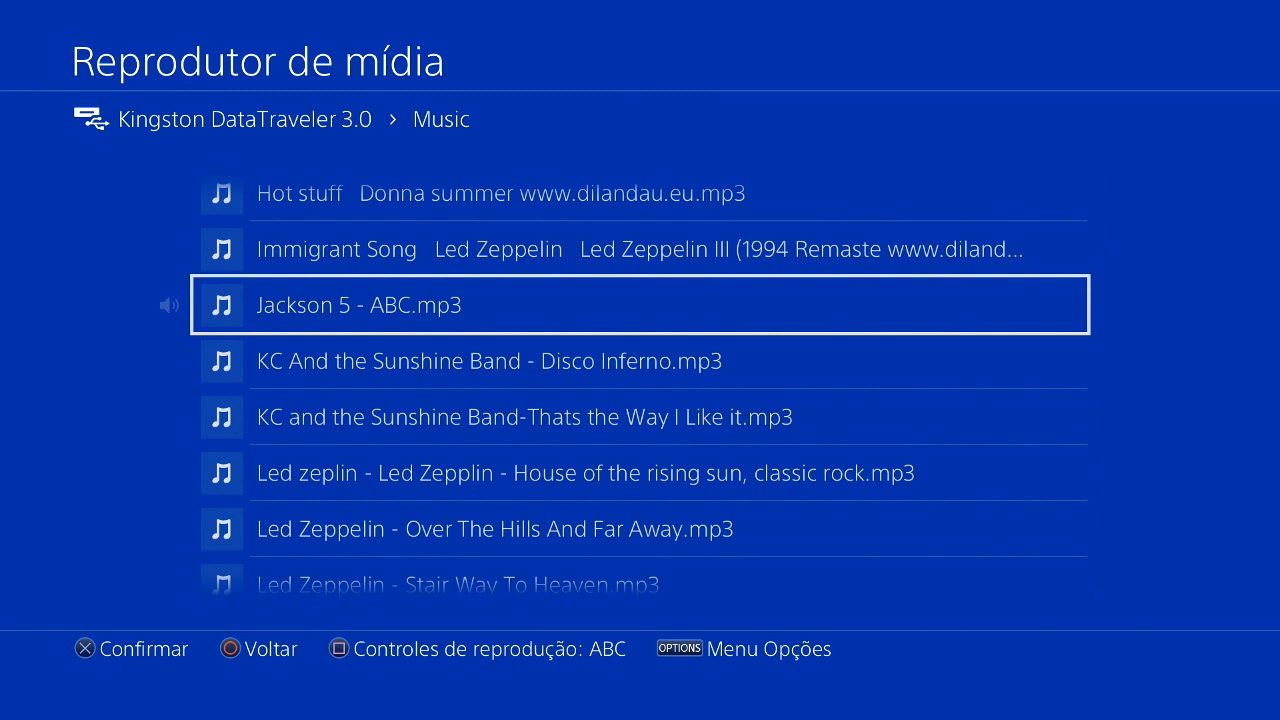 Reprodutor de mídia
Kingston DataTraveler 3.0 › Music
Hot stuff   Donna summer www.dilandau.eu.mp3
Immigrant Song   Led Zeppelin   Led Zeppelin III (1994 Remaste www.diland...
Jackson 5 - ABC.mp3
KC And the Sunshine Band - Disco Inferno.mp3
KC and the Sunshine Band-Thats the Way I Like it.mp3
Led zeplin - Led Zepplin - House of the rising sun, classic rock.mp3
Led Zeppelin - Over The Hills And Far Away.mp3
Led Zeppelin - Stair Way To Heaven.mp3
Confirmar Voltar Controles de reprodução: ABC OPTIONS Menu Opções